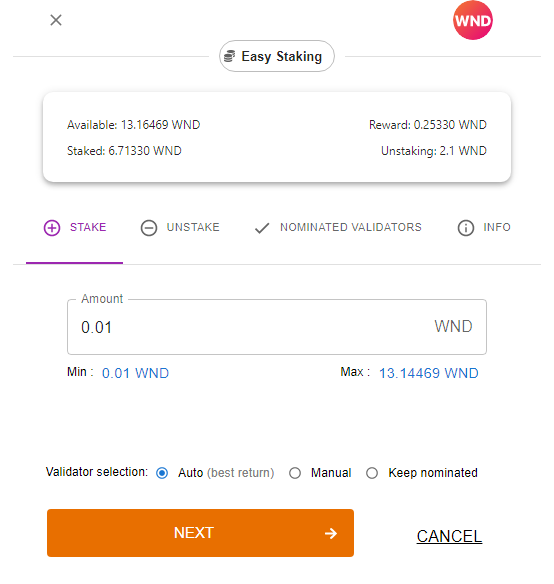 WND
Easy Staking
Available: 13.16469 WND Reward: 0.25330 WND
Staked: 6.71330 WND Unstaking: 2.1 WND
STAKE UNSTAKE NOMINATED VALIDATORS INFO
Amount
0.01 WND
Min : 0.01 WND Max : 13.14469 WND
Validator selection: Auto (best return) Manual Keep nominated
NEXT CANCEL